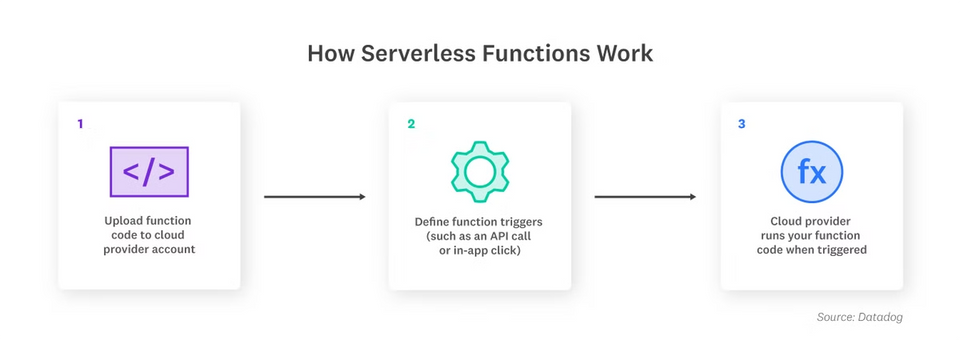 How Serverless Functions Work
1
</>
Upload function
code to cloud
provider account
2
Define function triggers
(such as an API call
or in-app click)
3
fx
Cloud provider
runs your function
code when triggered
Source: Datadog